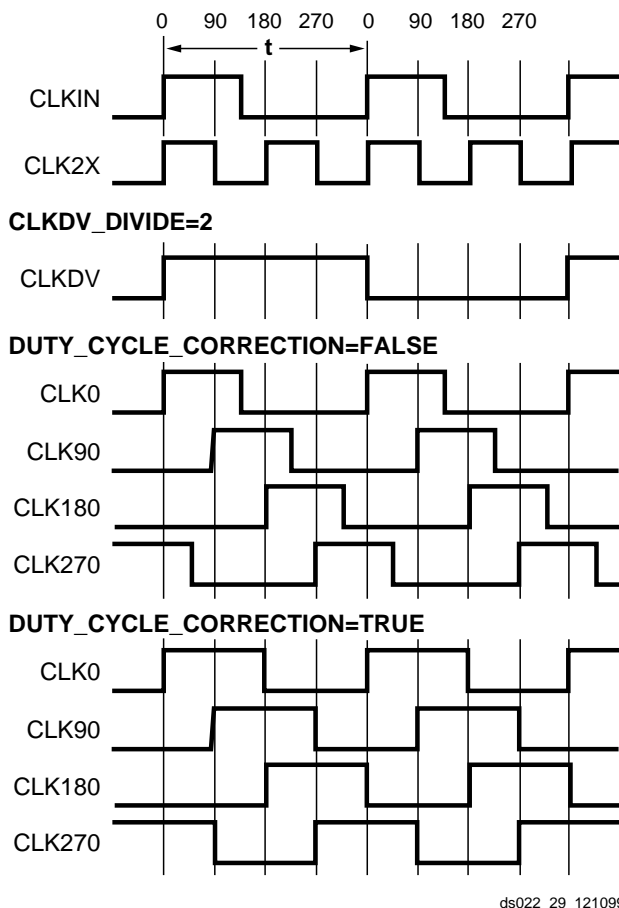 0 90 180 270 0 90 180 270
t
CLKIN
CLK2X
CLKDV_DIVIDE=2
CLKDV
DUTY_CYCLE_CORRECTION=FALSE
CLK0
CLK90
CLK180
CLK270
DUTY_CYCLE_CORRECTION=TRUE
CLK0
CLK90
CLK180
CLK270
ds022_29_121099